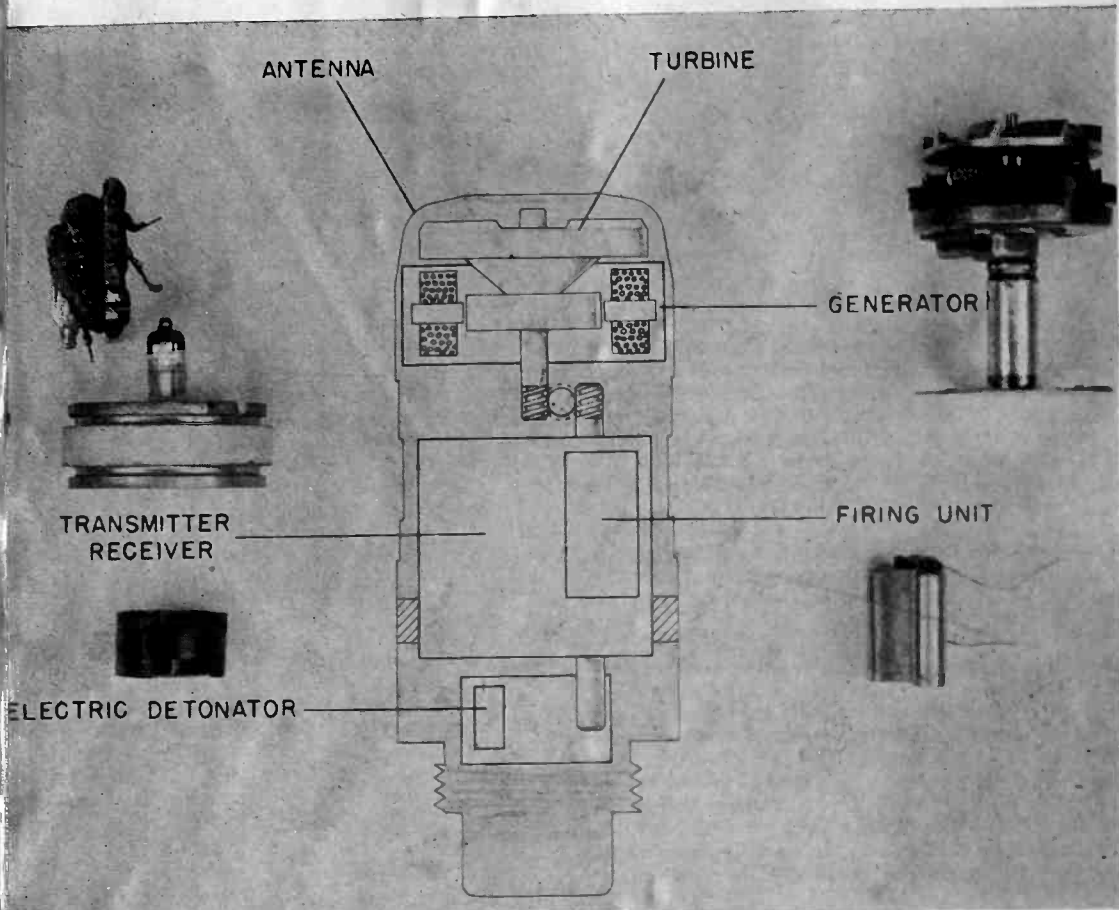 ANTENNA
TURBINE
GENERATOR
TRANSMITTER
RECEIVER
FIRING UNIT
ELECTRIC DETONATOR